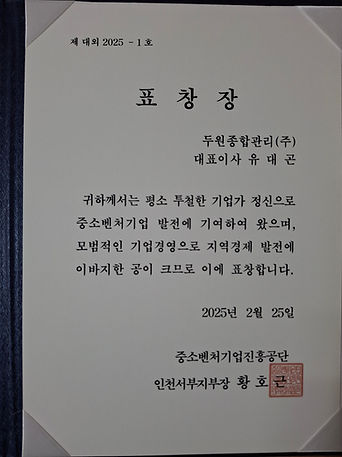 제 대외 2025 - 1 호
표 창 장
두원종합관리(주)
대표이사 유 대 곤
귀하께서는 평소 투철한 기업가 정신으로
중소벤처기업 발전에 기여하여 왔으며,
모범적인 기업경영으로 지역경제 발전에
이바지한 공이 크므로 이에 표창합니다.
2025년 2월 25일
중소벤처기업진흥공단
인천서부지부장 황 호 근